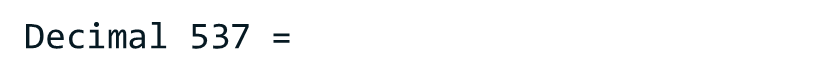 Decimal 537 =